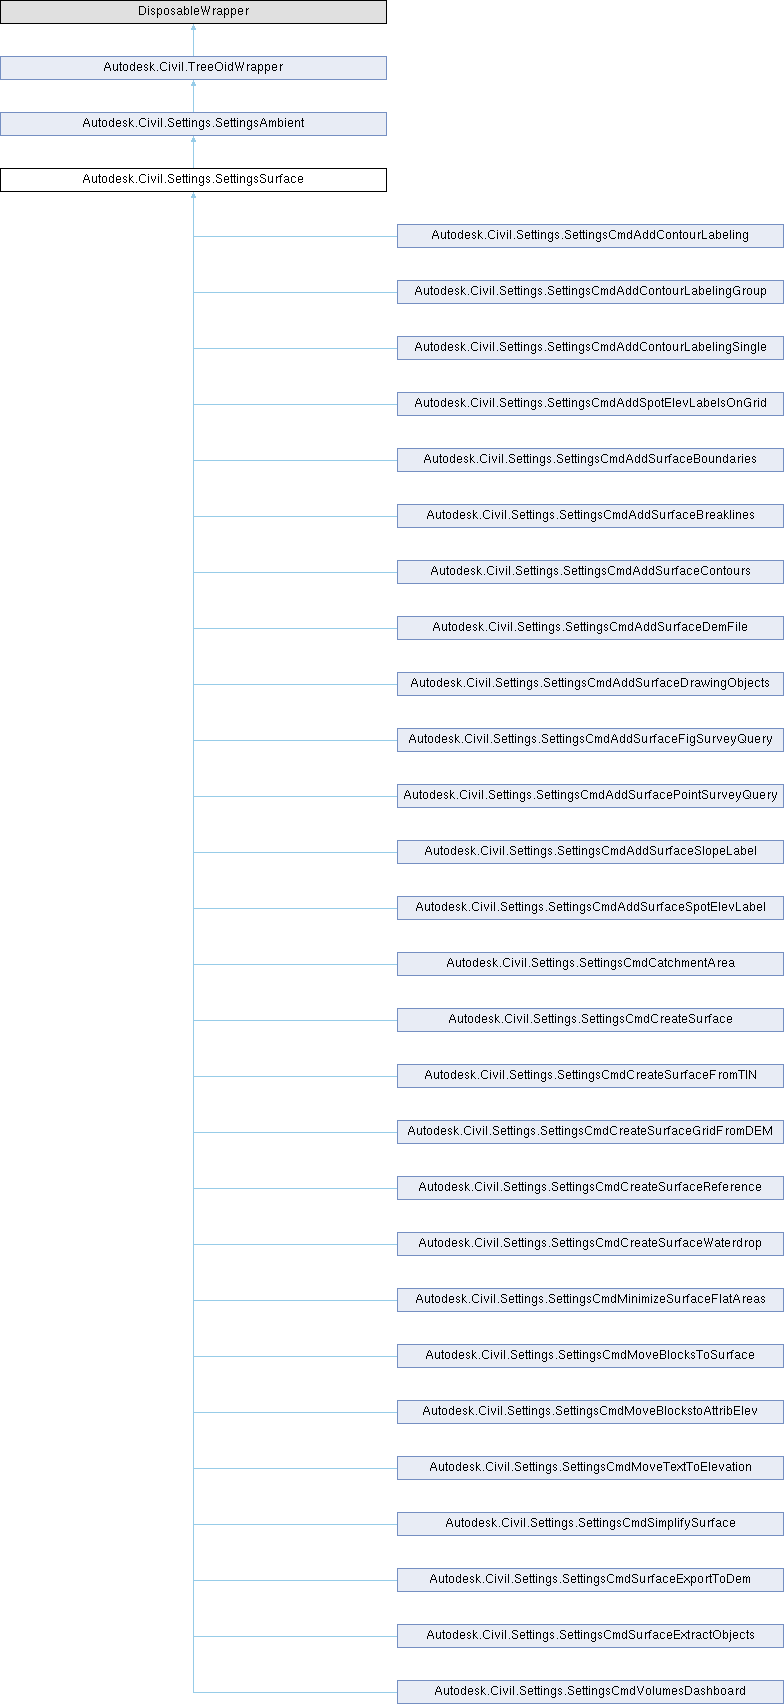 DisposableWrapper
Autodesk.Civil.TreeOidWrapper
Autodesk.Civil.Settings.SettingsAmbient
Autodesk.Civil.Settings.SettingsSurface
Autodesk.Civil.Settings.SettingsCmdAddContourLabeling
Autodesk.Civil.Settings.SettingsCmdAddContourLabelingGroup
Autodesk.Civil.Settings.SettingsCmdAddContourLabelingSingle
Autodesk.Civil.Settings.SettingsCmdAddSpotElevLabelsOnGrid
Autodesk.Civil.Settings.SettingsCmdAddSurfaceBoundaries
Autodesk.Civil.Settings.SettingsCmdAddSurfaceBreaklines
Autodesk.Civil.Settings.SettingsCmdAddSurfaceContours
Autodesk.Civil.Settings.SettingsCmdAddSurfaceDemFile
Autodesk.Civil.Settings.SettingsCmdAddSurfaceDrawingObjects
Autodesk.Civil.Settings.SettingsCmdAddSurfaceFigSurveyQuery
Autodesk.Civil.Settings.SettingsCmdAddSurfacePointSurveyQuery
Autodesk.Civil.Settings.SettingsCmdAddSurfaceSlopeLabel
Autodesk.Civil.Settings.SettingsCmdAddSurfaceSpotElevLabel
Autodesk.Civil.Settings.SettingsCmdCatchmentArea
Autodesk.Civil.Settings.SettingsCmdCreateSurface
Autodesk.Civil.Settings.SettingsCmdCreateSurfaceFromTIN
Autodesk.Civil.Settings.SettingsCmdCreateSurfaceGridFromDEM
Autodesk.Civil.Settings.SettingsCmdCreateSurfaceReference
Autodesk.Civil.Settings.SettingsCmdCreateSurfaceWaterdrop
Autodesk.Civil.Settings.SettingsCmdMinimizeSurfaceFlatAreas
Autodesk.Civil.Settings.SettingsCmdMoveBlocksToSurface
Autodesk.Civil.Settings.SettingsCmdMoveBlockstoAttribElev
Autodesk.Civil.Settings.SettingsCmdMoveTextToElevation
Autodesk.Civil.Settings.SettingsCmdSimplifySurface
Autodesk.Civil.Settings.SettingsCmdSurfaceExportToDem
Autodesk.Civil.Settings.SettingsCmdSurfaceExtractObjects
Autodesk.Civil.Settings.SettingsCmdVolumesDashboard